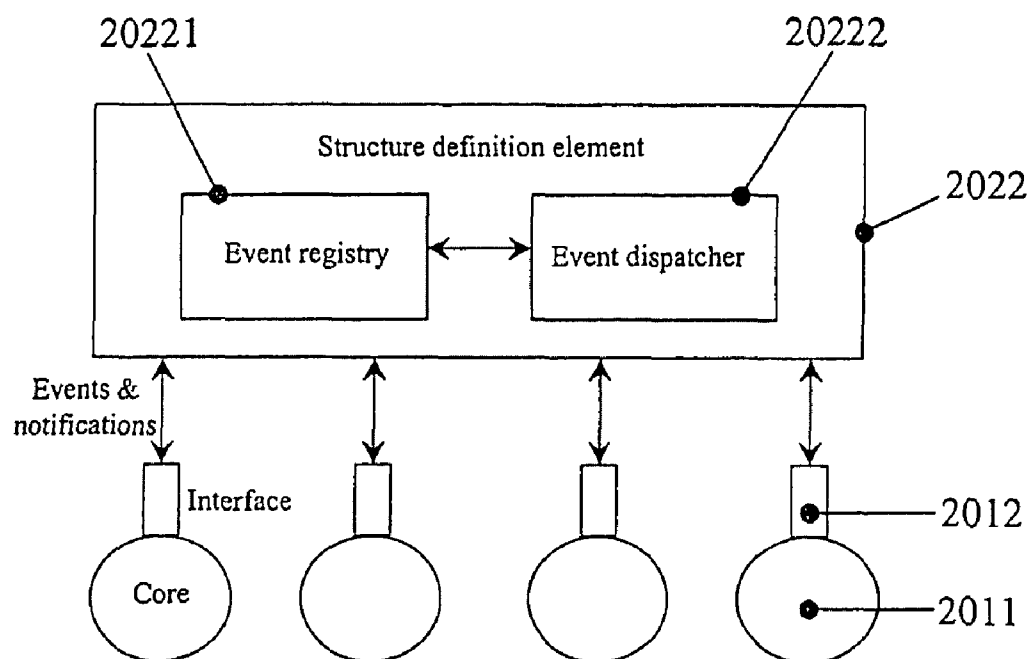 20221
20222
Structure definition element
2022
Event registry
Event dispatcher
Events &
notifications
Interface
2012
Core
2011